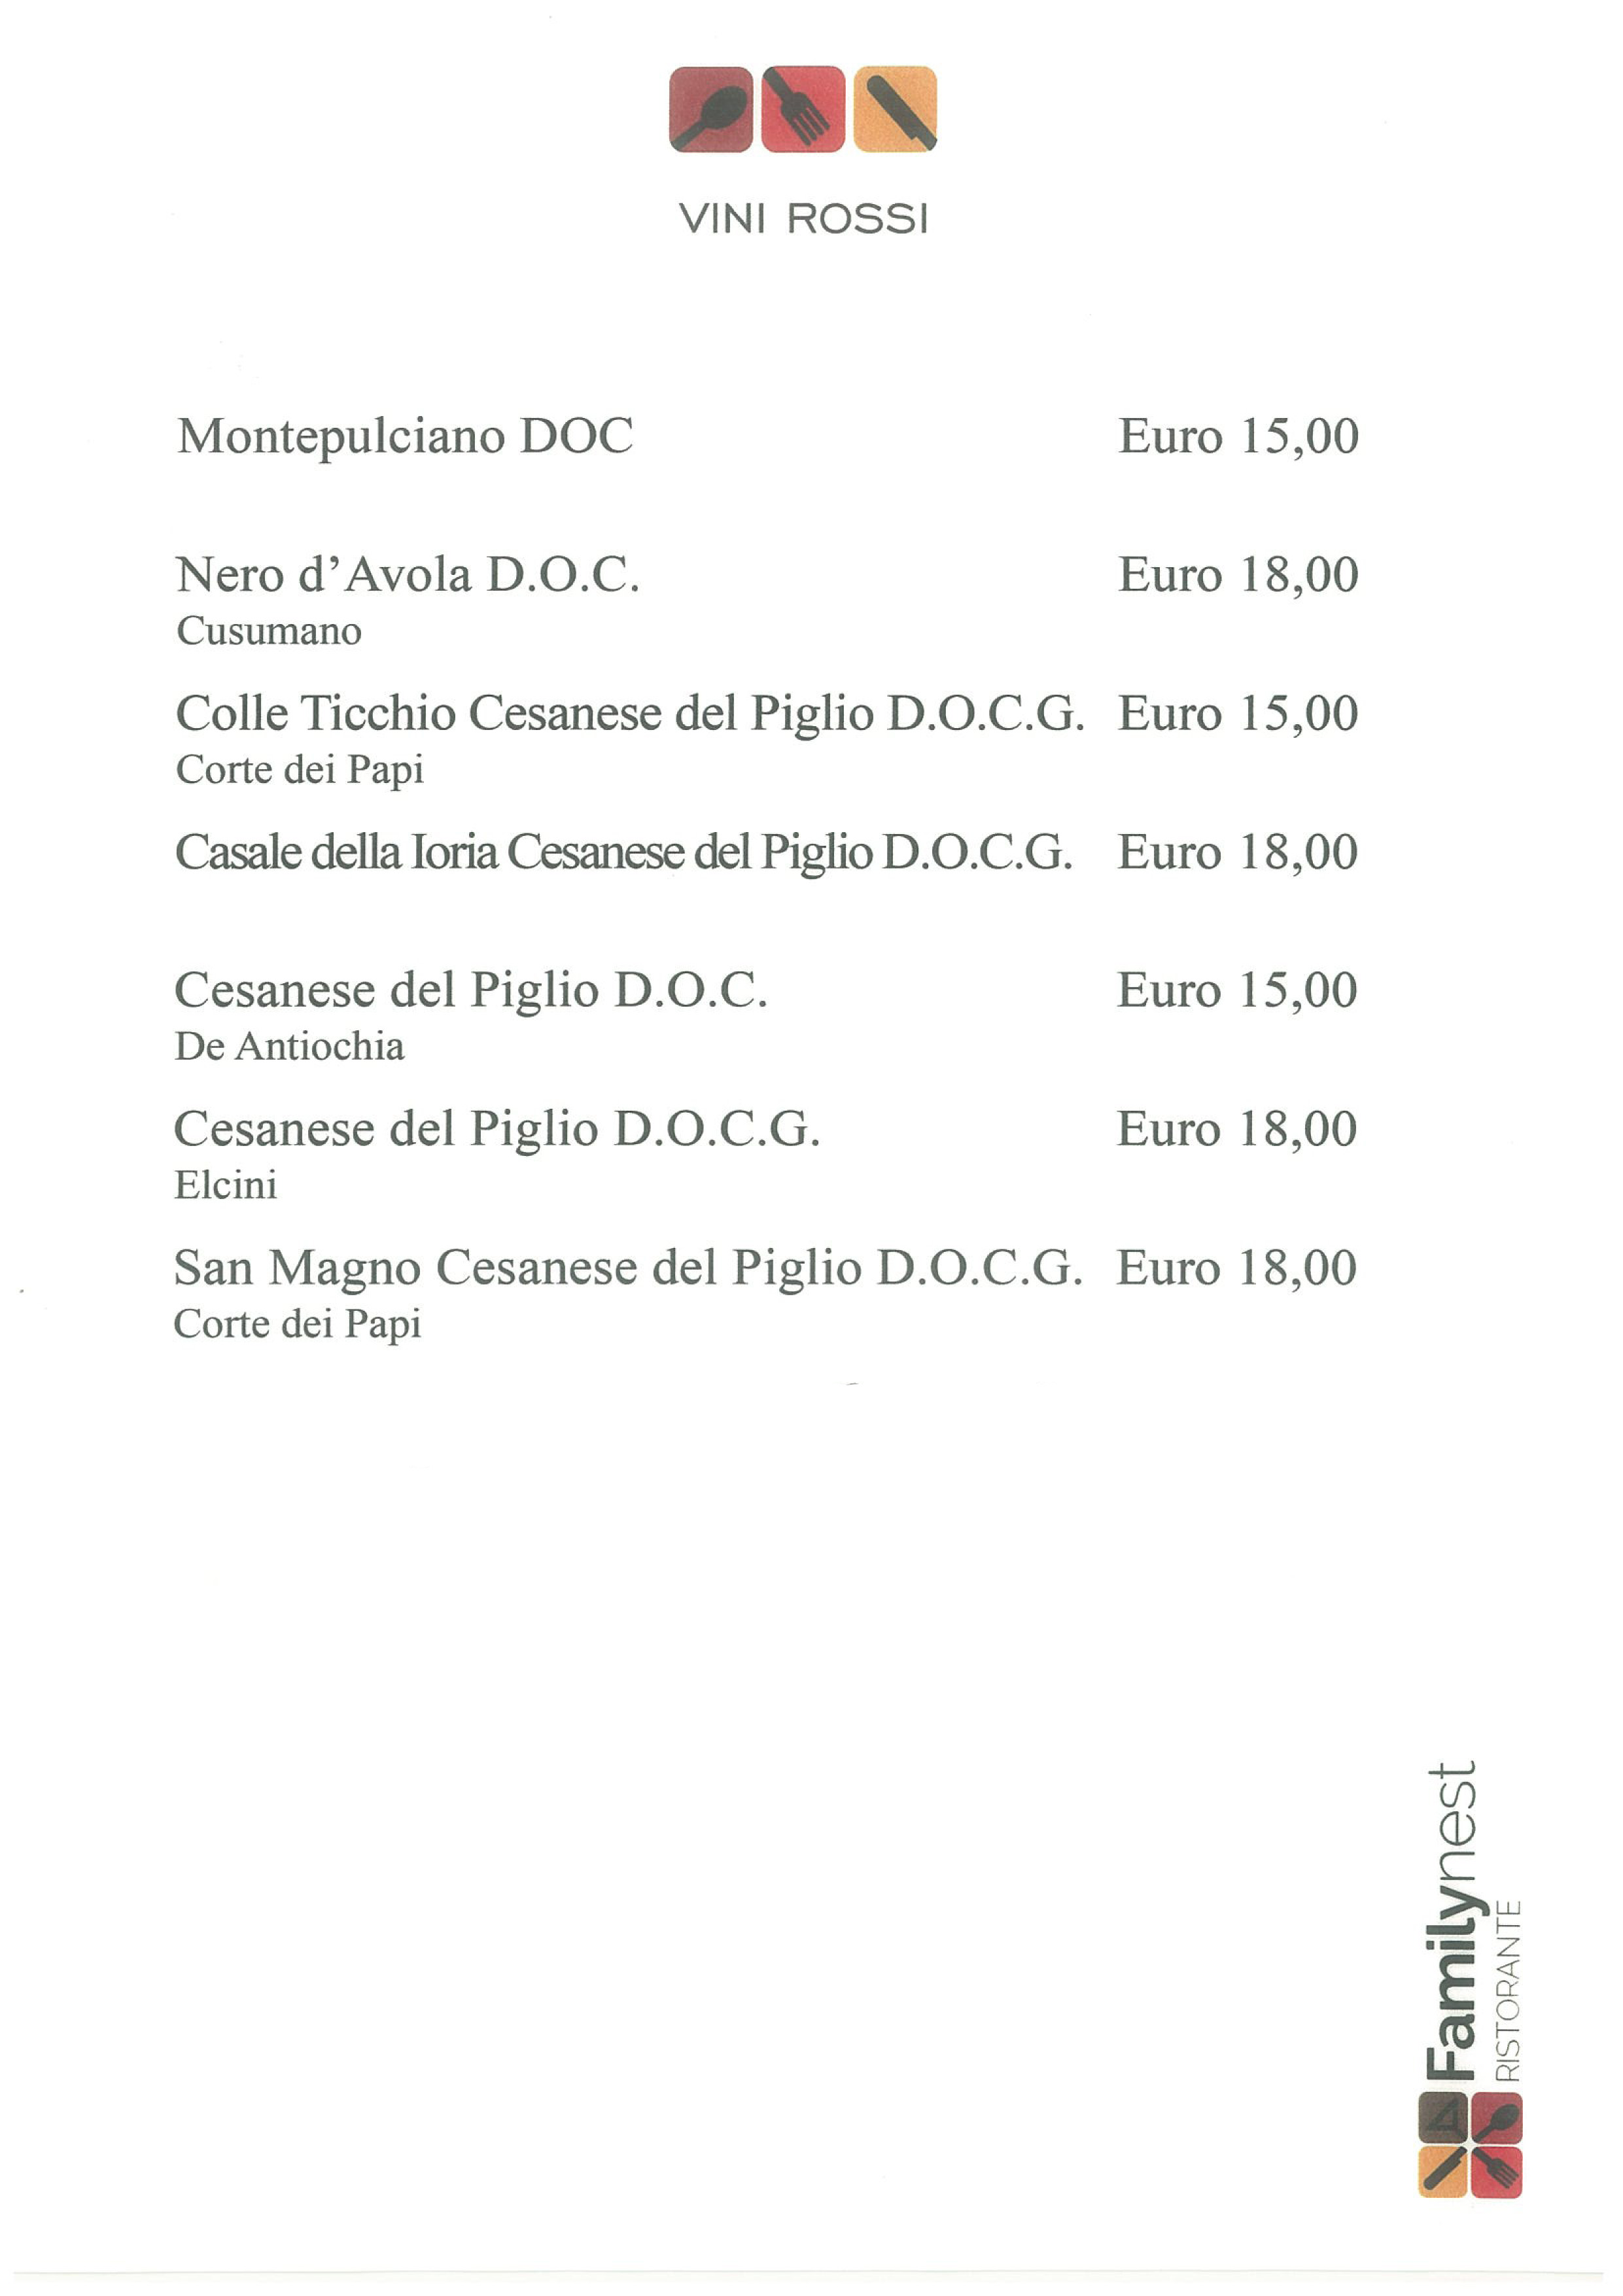 VINI ROSSI
Montepulciano DOC Euro 15,00
Nero d’Avola D.O.C. Euro 18,00
Cusumano
Colle Ticchio Cesanese del Piglio D.O.C.G. Euro 15,00
Corte dei Papi
Casale della Ioria Cesanese del Piglio D.O.C.G. Euro 18,00
Cesanese del Piglio D.O.C. Euro 15,00
De Antiochia
Cesanese del Piglio D.O.C.G. Euro 18,00
Elcini
San Magno Cesanese del Piglio D.O.C.G. Euro 18,00
Corte dei Papi
Familynest
RISTORANTE